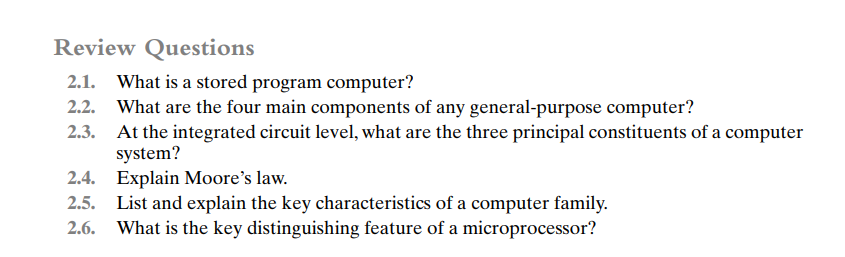 Review Questions
2.1. What is a stored program computer?
2.2. What are the four main components of any general-purpose computer?
2.3. At the integrated circuit level, what are the three principal constituents of a computer
system?
2.4. Explain Moore’s law.
2.5. List and explain the key characteristics of a computer family.
2.6. What is the key distinguishing feature of a microprocessor?